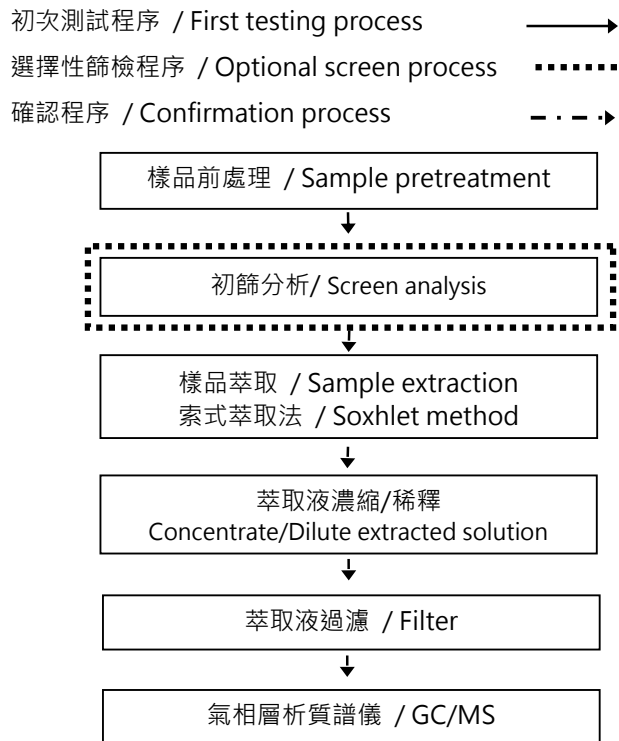 初次測試程序 / First testing process
選擇性篩檢程序 / Optional screen process
確認程序 / Confirmation process
樣品前處理 / Sample pretreatment
初篩分析/ Screen analysis
樣品萃取 / Sample extraction
索式萃取法 / Soxhlet method
萃取液濃縮/稀釋
Concentrate/Dilute extracted solution
萃取液過濾 / Filter
氣相層析質譜儀 / GC/MS